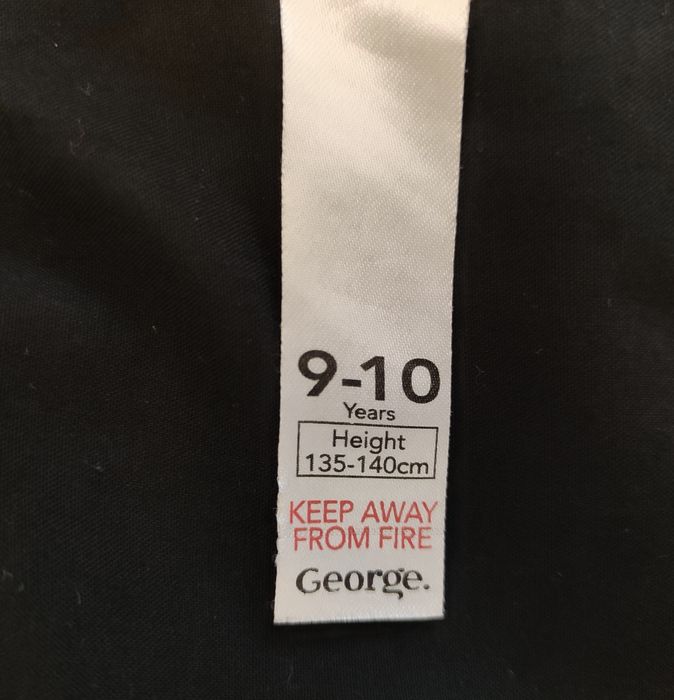 9-10
Years
Height
135-140cm
KEEP AWAY
FROM FIRE
George.